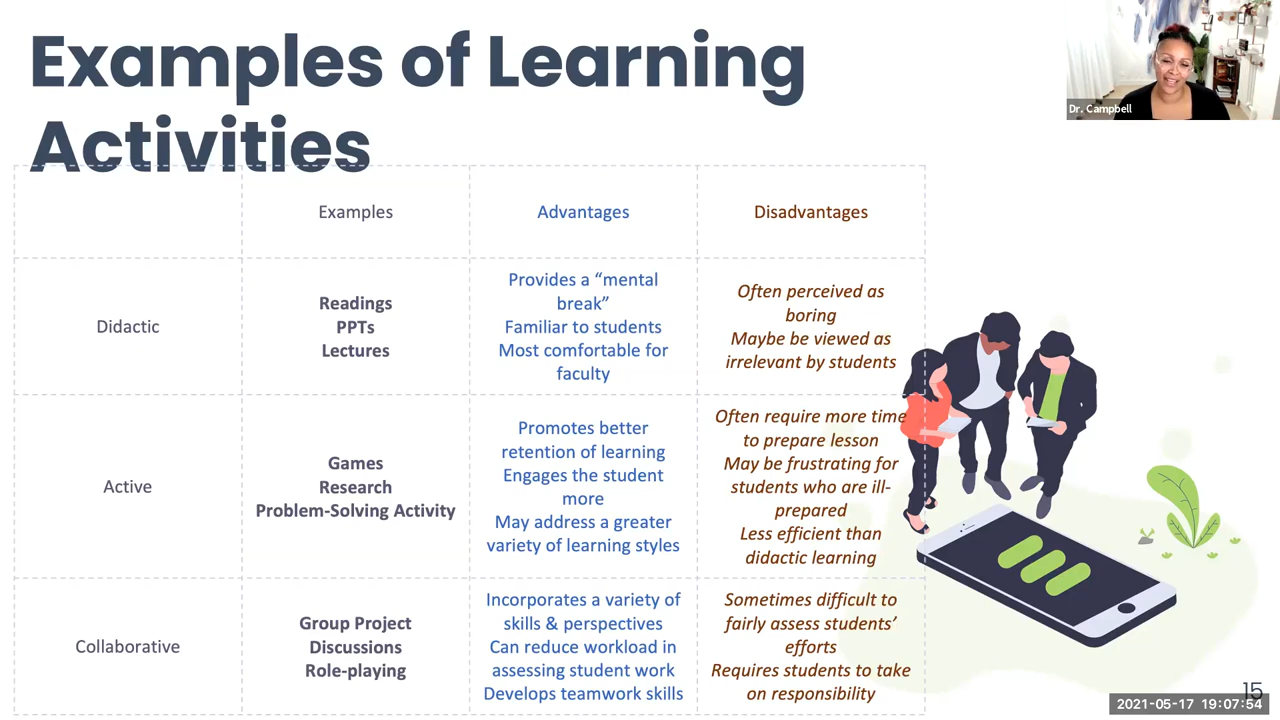 Examples of Learning
Activities
Dr. Campbell
Examples
Advantages
Disadvantages
Didactic
Readings
PPTs
Lectures
Provides a “mental
break”
Familiar to students
Most comfortable for
faculty
Often perceived as
boring
Maybe be viewed as
irrelevant by students
Active
Games
Research
Problem-Solving Activity
Promotes better
retention of learning
Engages the student
more
May address a greater
variety of learning styles
Often require more time
to prepare lesson
May be frustrating for
students who are ill-
prepared
Less efficient than
didactic learning
Collaborative
Group Project
Discussions
Role-playing
Incorporates a variety of
skills & perspectives
Can reduce workload in
assessing student work
Develops teamwork skills
Sometimes difficult to
fairly assess students’
efforts
Requires students to take
on responsibility
15
2021-05-17 19:07:54